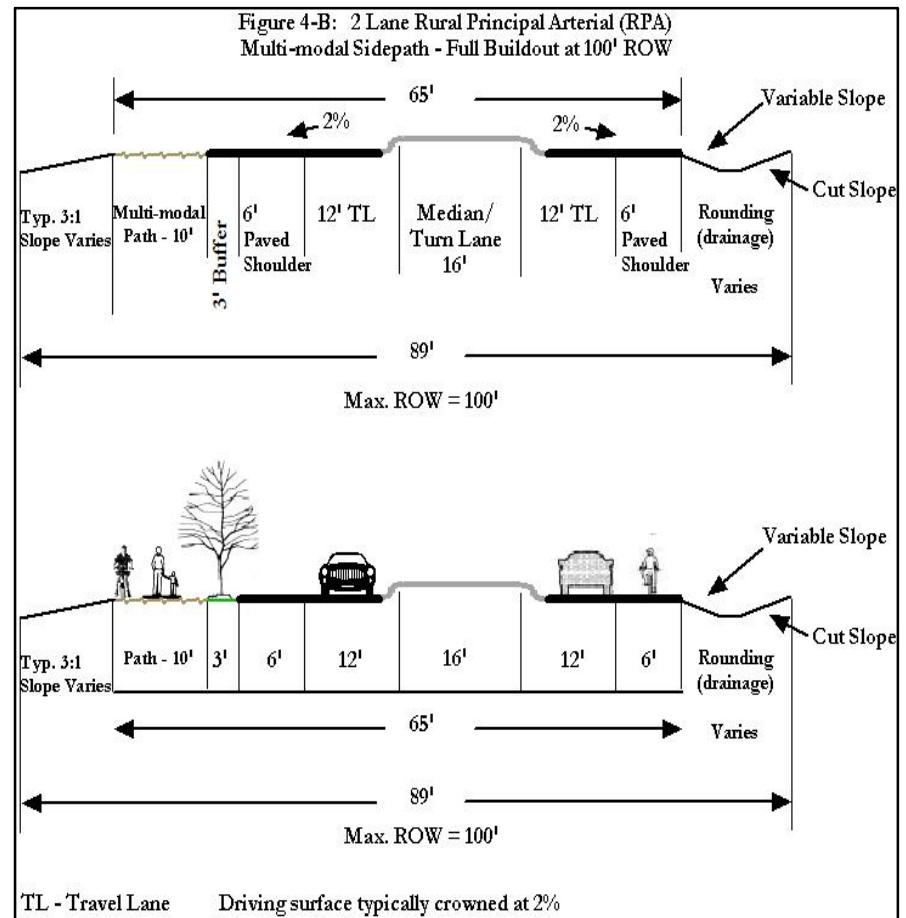 Figure 4-B: 2 Lane Rural Principal Arterial (RPA)
Multi-modal Sidepath - Full Buildout at 100' ROW
65'
Variable Slope
2%
2%
Cut Slope
Typ. 3:1
Slope Varies
Multi-modal
Path - 10'
3' Buffer
6'
Paved
Shoulder
12' TL
Median/
Turn Lane
16'
12' TL
6'
Paved
Shoulder
Rounding
(drainage)
Varies
89'
Max. ROW = 100'
Variable Slope
Cut Slope
Typ. 3:1
Slope Varies
Path - 10'
3'
6'
12'
16'
12'
6'
Rounding
(drainage)
Varies
65'
89'
Max. ROW = 100'
TL - Travel Lane Driving surface typically crowned at 2%